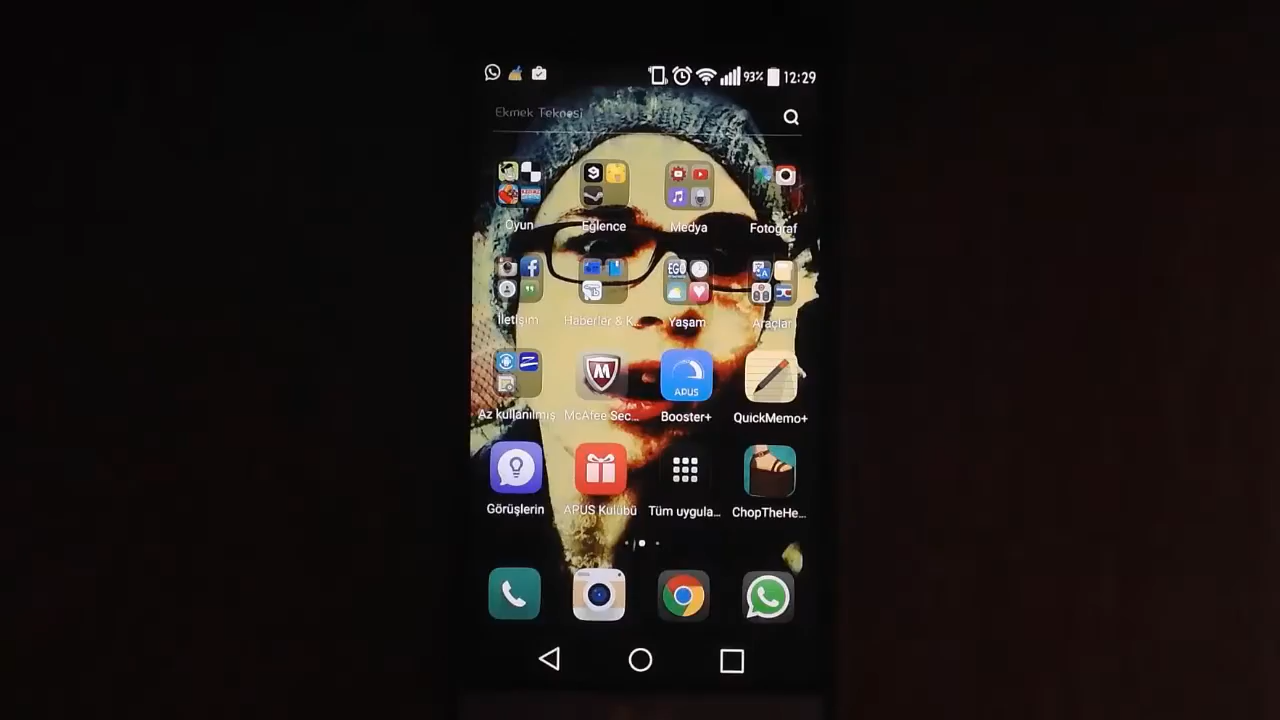 93% 12:29
Ekmek Teknesi
Oyun Eğlence Medya Fotoğraf
EGO
İletişim Haberler & K... Yaşam Araçlar
APUS
Az kullanılmış McAfee Sec... Booster+ QuickMemo+
Görüşlerin APUS Kulübü Tüm uygula... ChopTheHe...